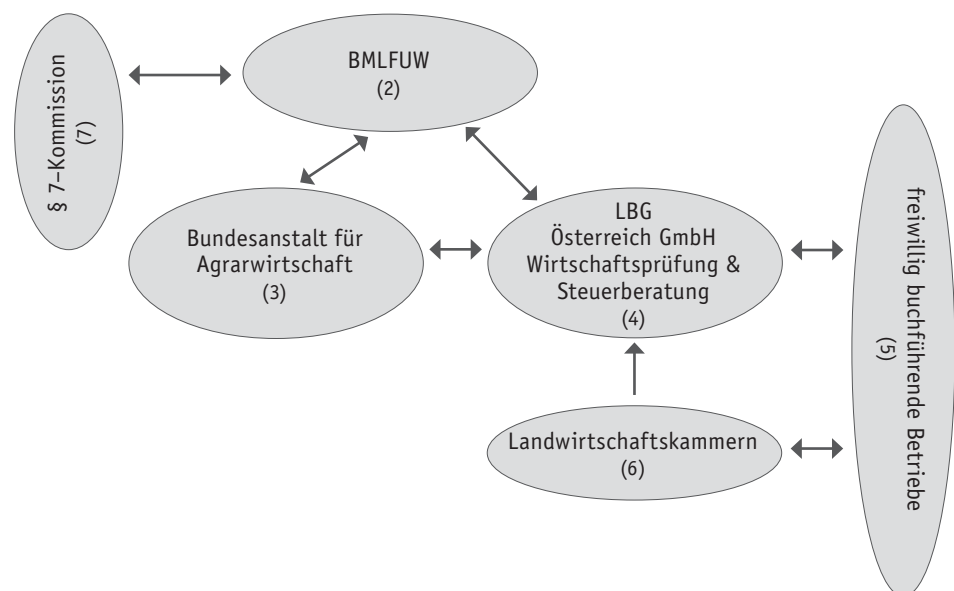 § 7–Kommission
(7)
BMLFUW
(2)
Bundesanstalt für
Agrarwirtschaft
(3)
LBG
Österreich GmbH
Wirtschaftsprüfung &
Steuerberatung
(4)
freiwillig buchführende Betriebe
(5)
Landwirtschaftskammern
(6)